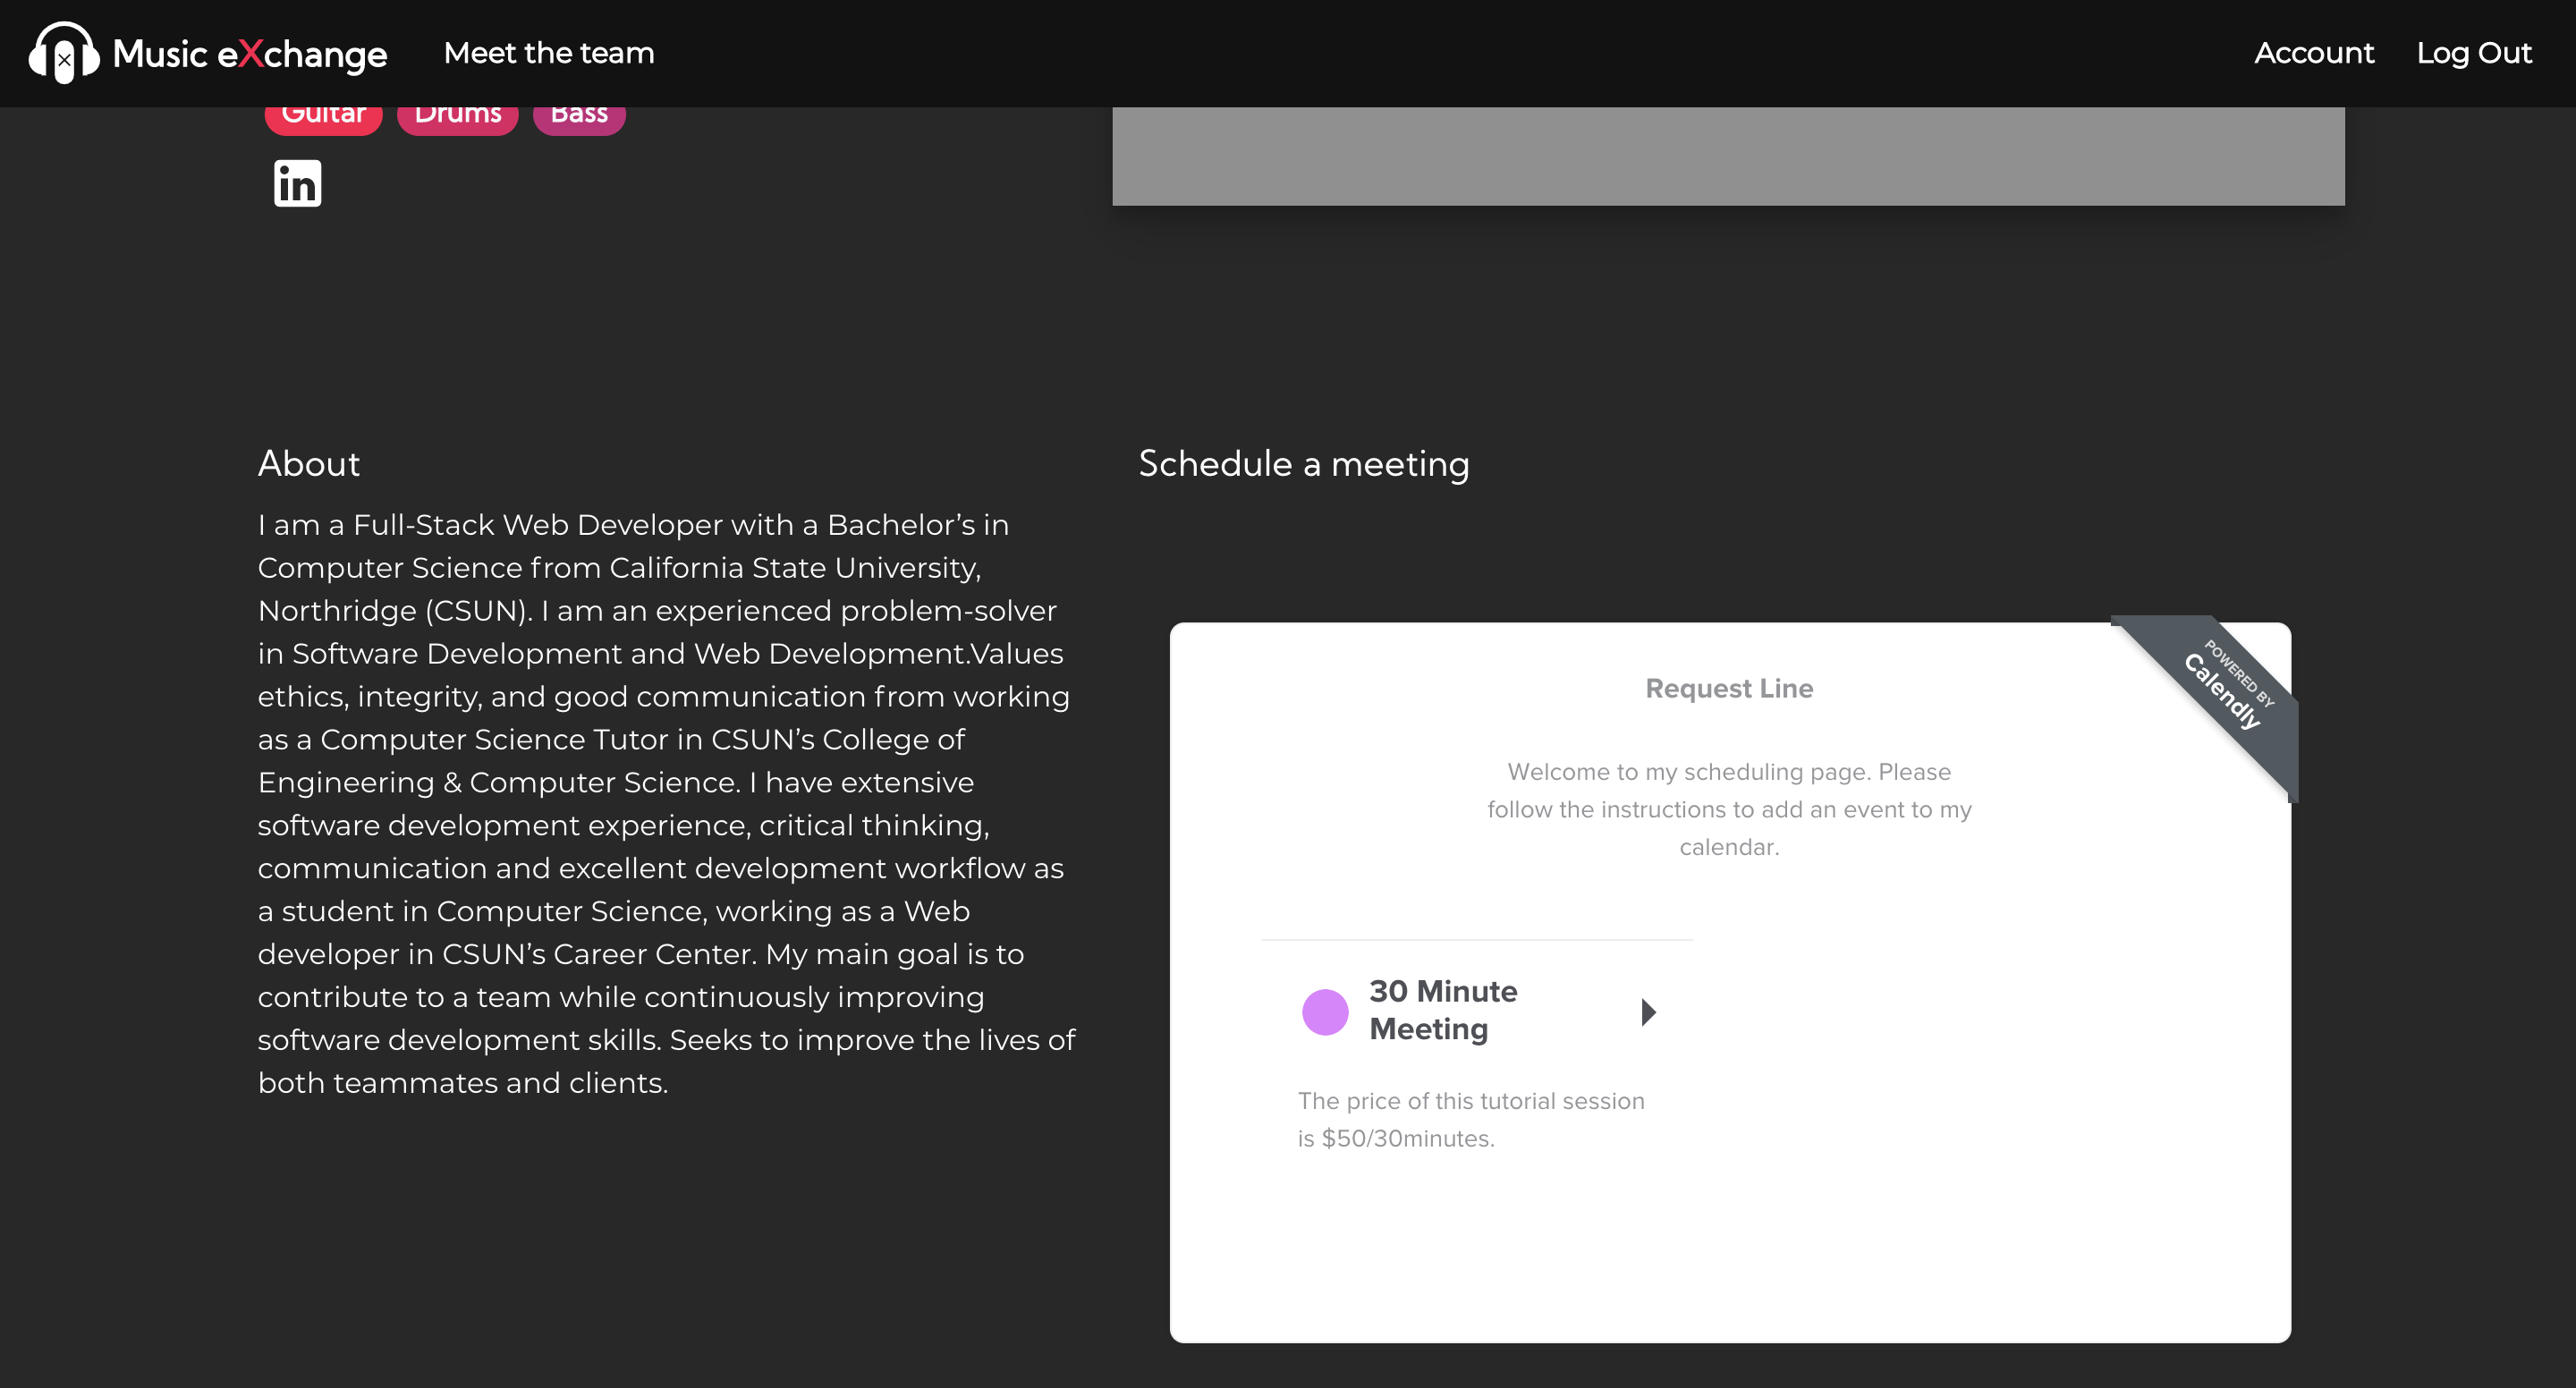 Music eXchange
Meet the team
Account
Log Out
Guitar
Drums
Bass
in
About
I am a Full-Stack Web Developer with a Bachelor’s in
Computer Science from California State University,
Northridge (CSUN). I am an experienced problem-solver
in Software Development and Web Development.Values
ethics, integrity, and good communication from working
as a Computer Science Tutor in CSUN’s College of
Engineering & Computer Science. I have extensive
software development experience, critical thinking,
communication and excellent development workflow as
a student in Computer Science, working as a Web
developer in CSUN’s Career Center. My main goal is to
contribute to a team while continuously improving
software development skills. Seeks to improve the lives of
both teammates and clients.
Schedule a meeting
POWERED BY
Calendly
Request Line
Welcome to my scheduling page. Please
follow the instructions to add an event to my
calendar.
30 Minute
Meeting
The price of this tutorial session
is $50/30minutes.